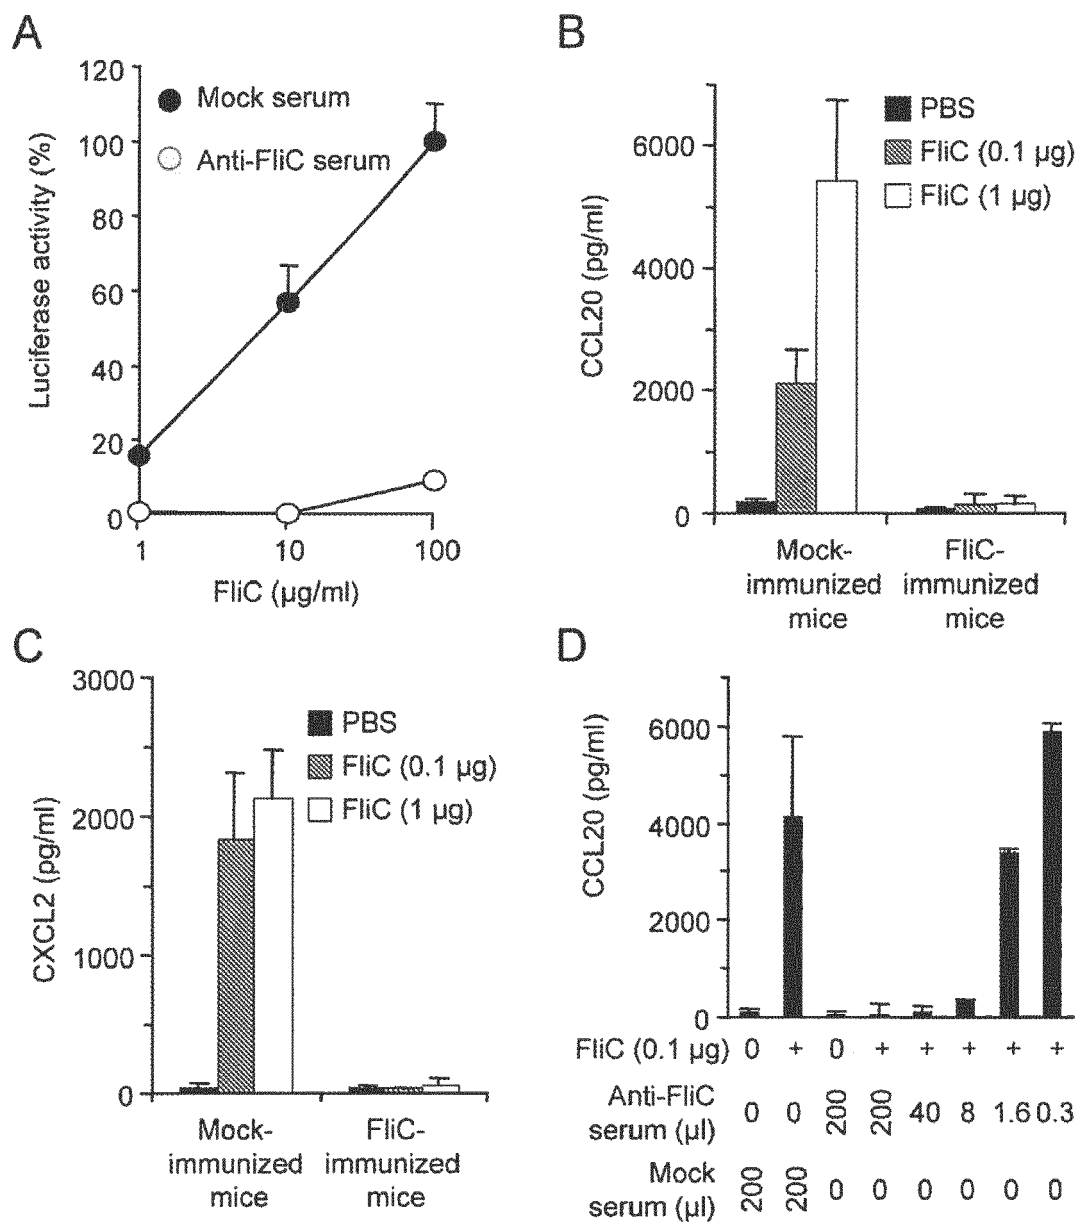 A
120
100
80
60
40
20
0
Luciferase activity (%)
Mock serum
Anti-FliC serum
1 10 100
FliC (µg/ml)
B
6000
4000
2000
0
CCL20 (pg/ml)
PBS
FliC (0.1 µg)
FliC (1 µg)
Mock-
immunized
mice
FliC-
immunized
mice
C
3000
2000
1000
0
CXCL2 (pg/ml)
PBS
FliC (0.1 µg)
FliC (1 µg)
Mock-
immunized
mice
FliC-
immunized
mice
D
6000
4000
2000
0
CCL20 (pg/ml)
FliC (0.1 µg) 0 + 0 + + + + +
Anti-FliC
serum (µl) 0 0 200 200 40 8 1.6 0.3
Mock
serum (µl) 200 200 0 0 0 0 0 0